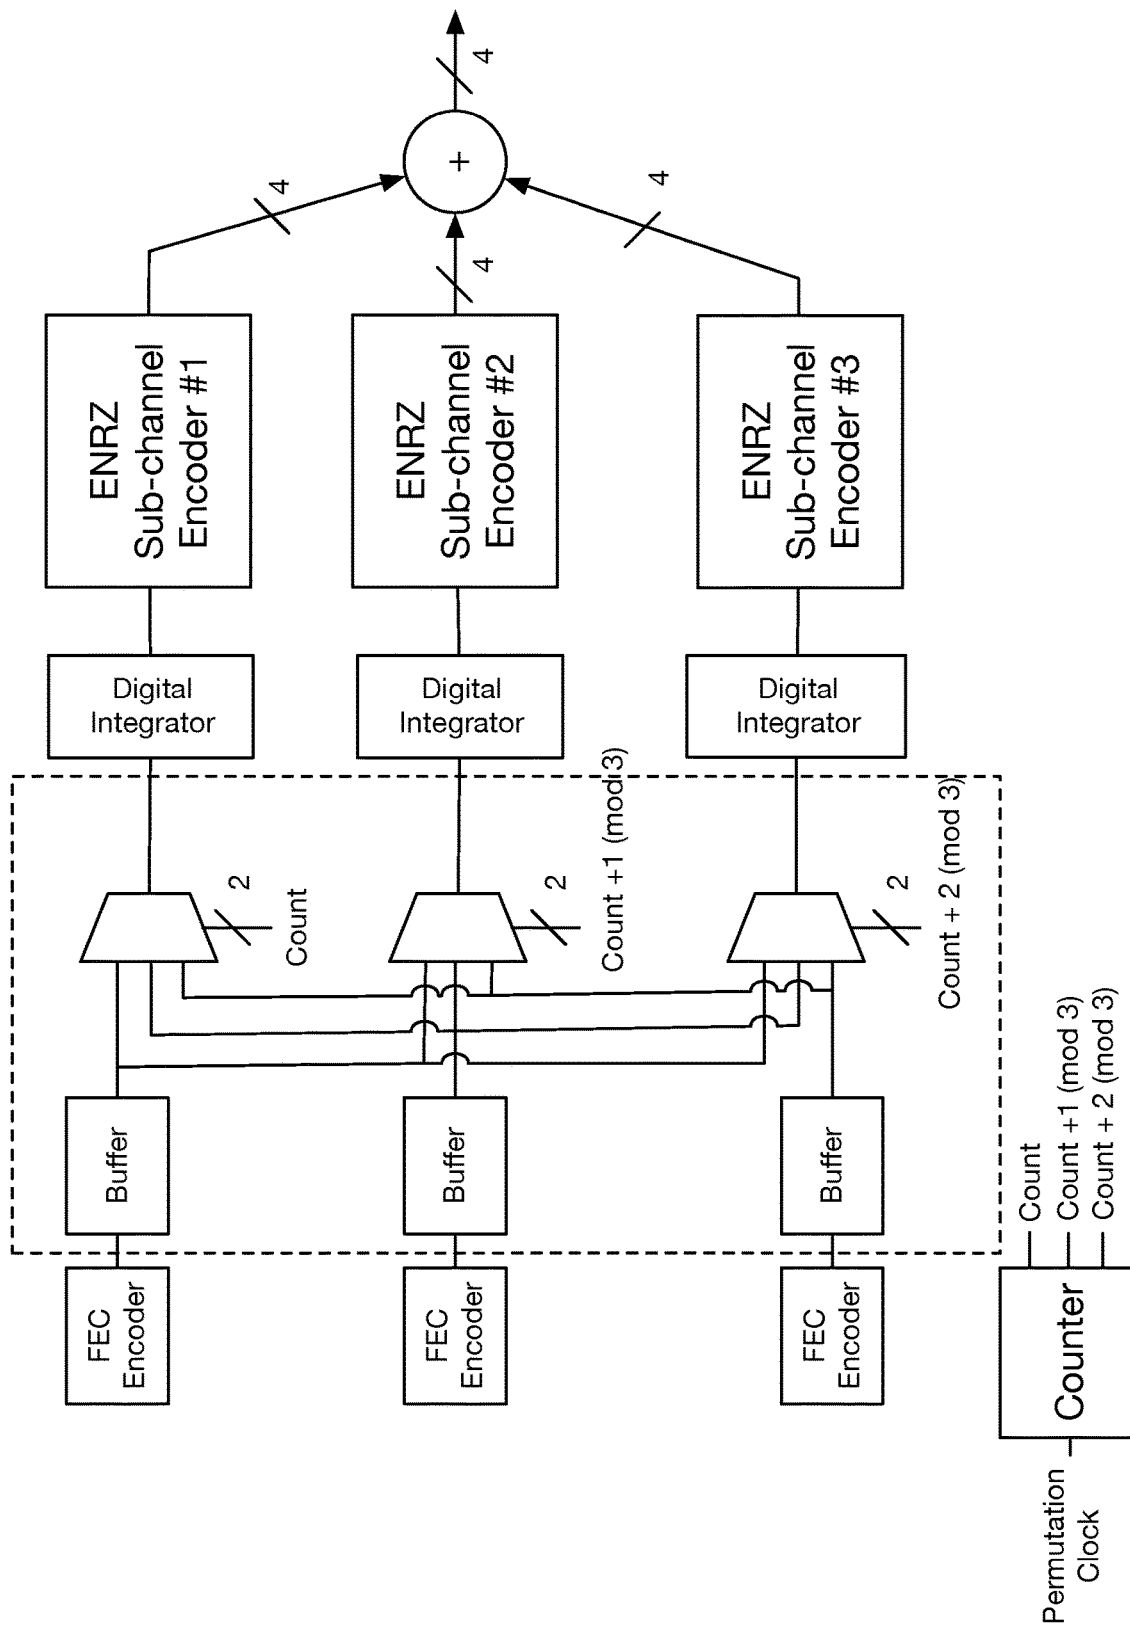 FEC
Encoder
Buffer
Count
2
Digital
Integrator
ENRZ
Sub-channel
Encoder #1
4
FEC
Encoder
Buffer
Count +1 (mod 3)
2
Digital
Integrator
ENRZ
Sub-channel
Encoder #2
4
+
4
FEC
Encoder
Buffer
Count + 2 (mod 3)
2
Digital
Integrator
ENRZ
Sub-channel
Encoder #3
4
Permutation
Clock
Counter
Count
Count +1 (mod 3)
Count + 2 (mod 3)